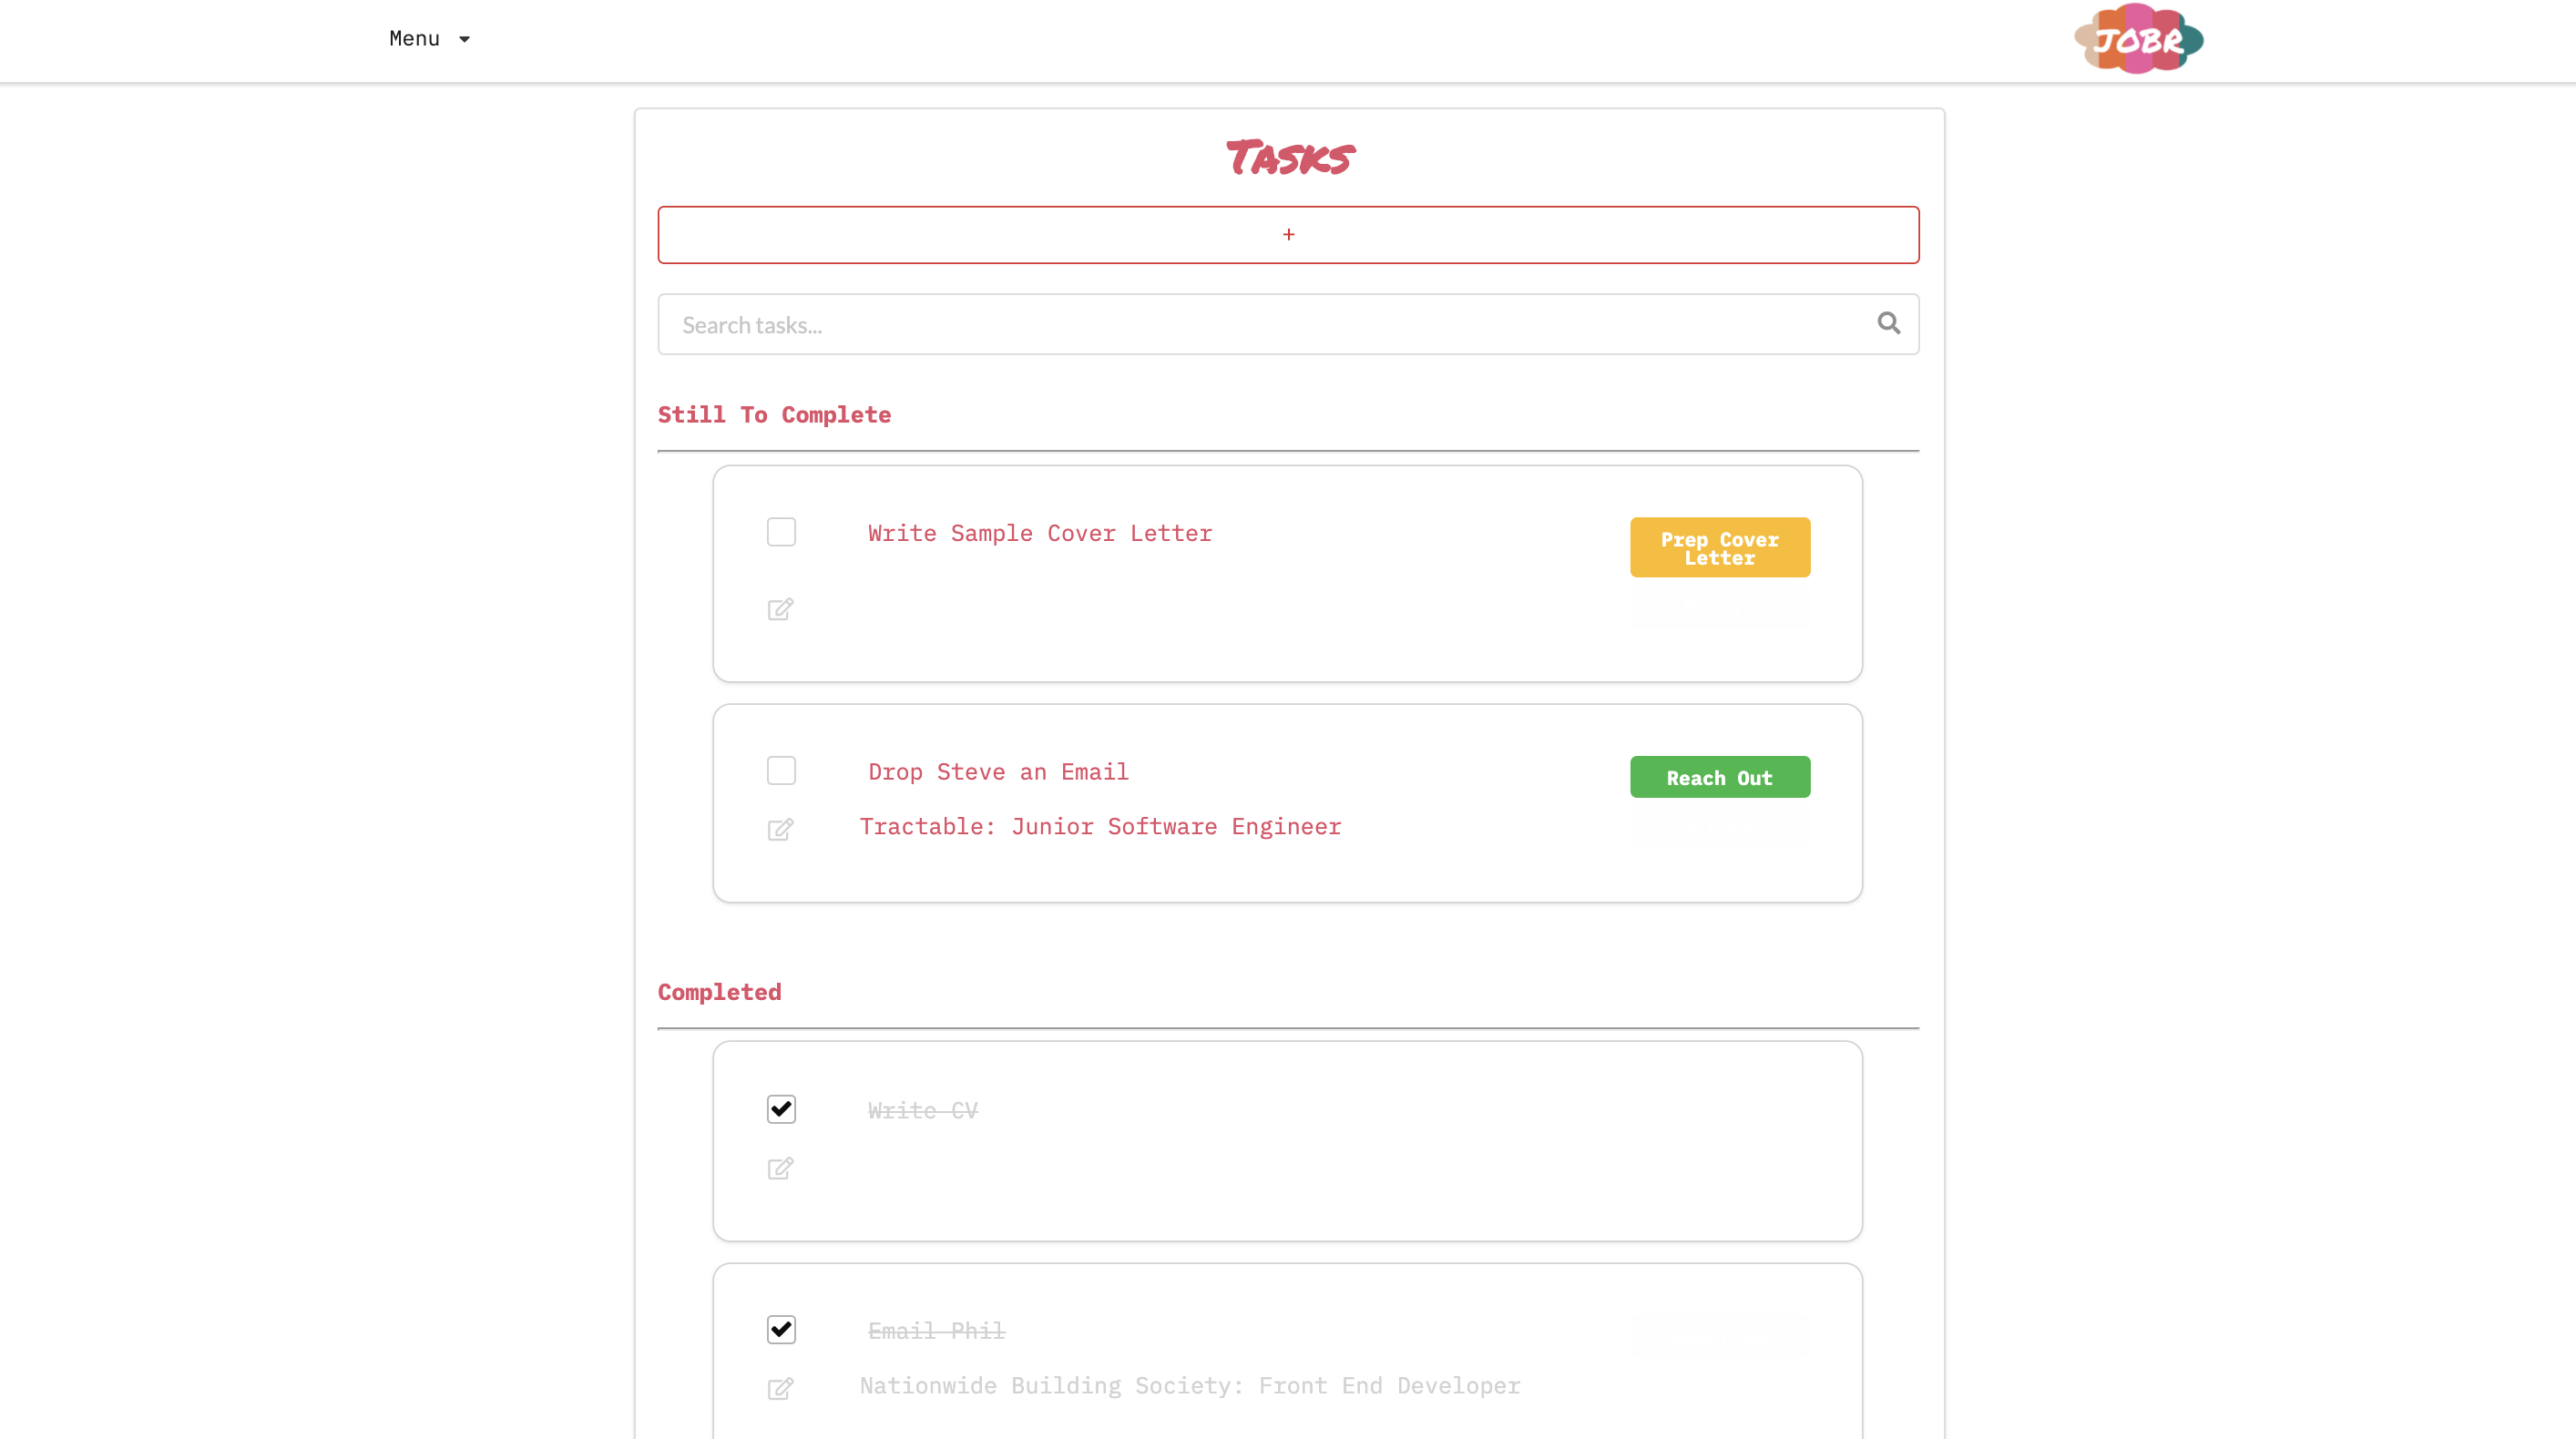 Menu
JOBR
Tasks
+
Search tasks...
Still To Complete
Write Sample Cover Letter
Prep Cover
Letter
Drop Steve an Email
Reach Out
Tractable: Junior Software Engineer
Completed
Write CV
Email Phil
Nationwide Building Society: Front End Developer